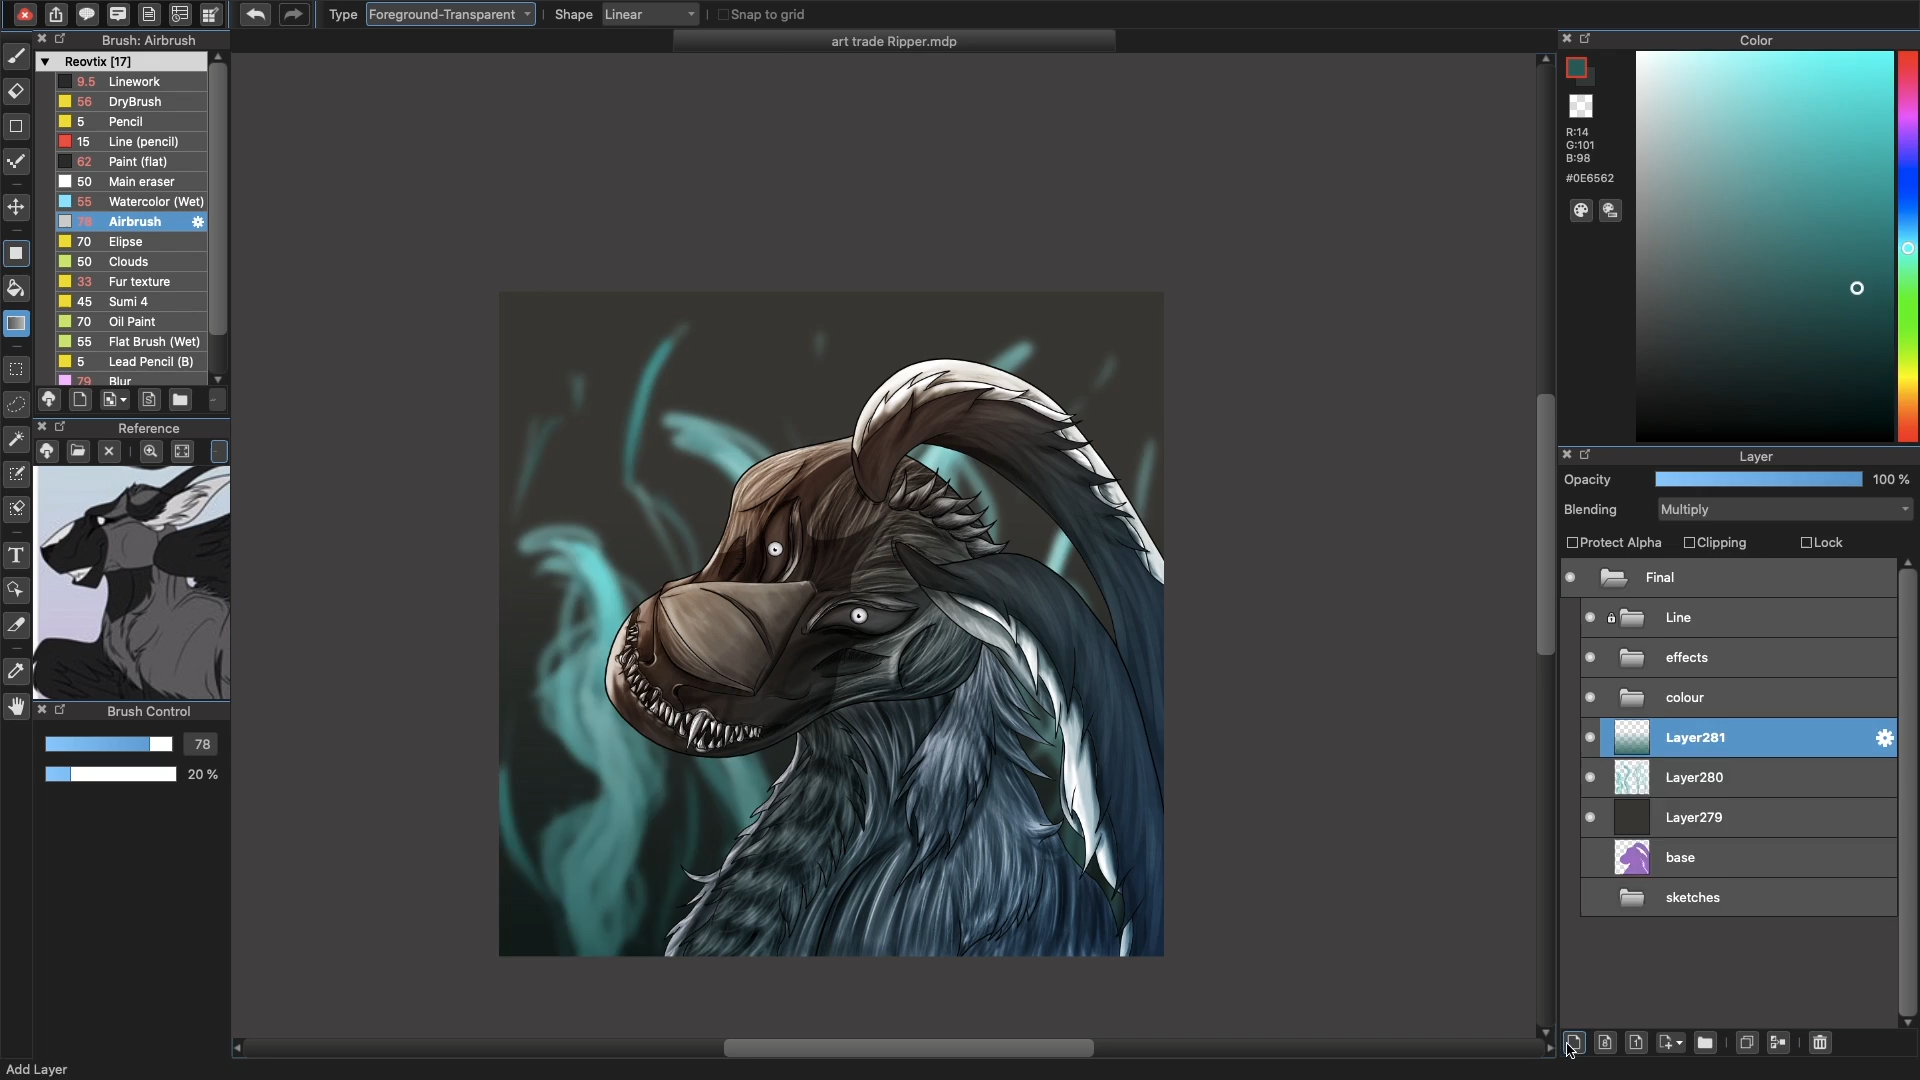 Type Foreground-Transparent Shape Linear Snap to grid
Brush: Airbrush
art trade Ripper.mdp
Color
Reovtix [17]
9.5 Linework
56 DryBrush
5 Pencil
15 Line (pencil)
62 Paint (flat)
50 Main eraser
55 Watercolor (Wet)
78 Airbrush
70 Elipse
50 Clouds
33 Fur texture
45 Sumi 4
70 Oil Paint
55 Flat Brush (Wet)
5 Lead Pencil (B)
79 Blur
Reference
Brush Control
78
20 %
R:14
G:101
B:98
#0E6562
Layer
Opacity 100 %
Blending Multiply
Protect Alpha Clipping Lock
Final
Line
effects
colour
Layer281
Layer280
Layer279
base
sketches
T
8
1
Add Layer